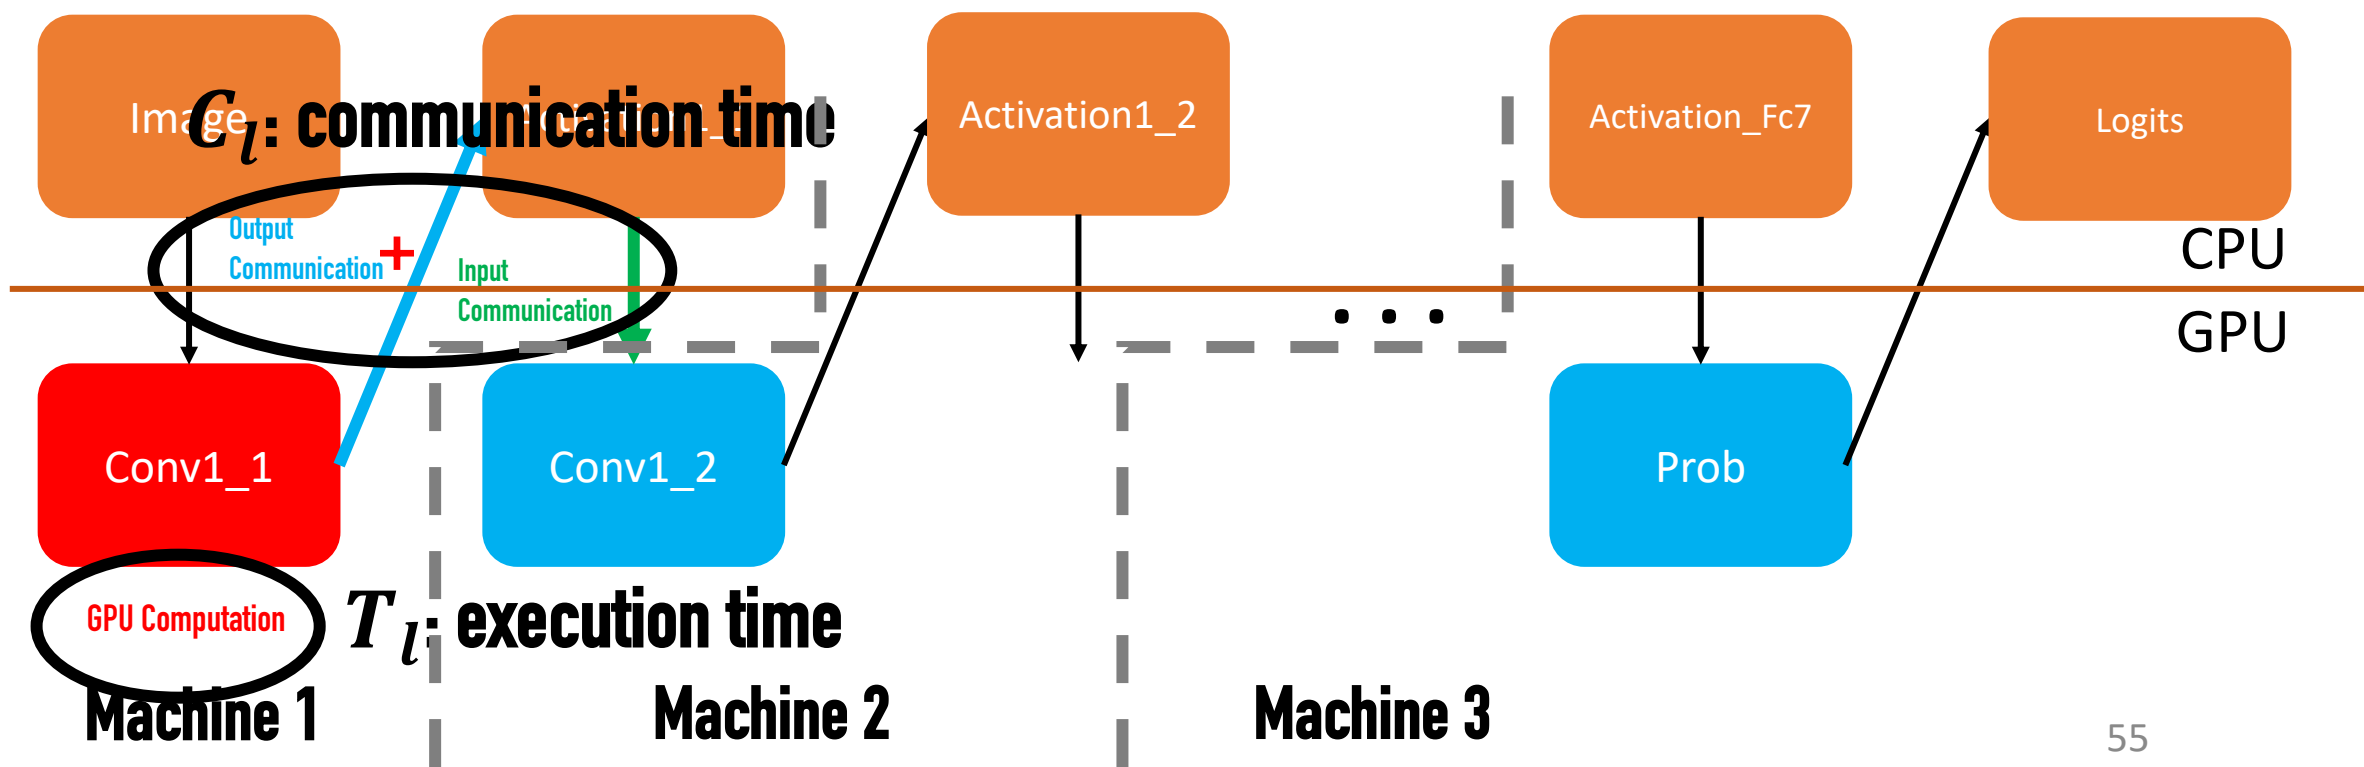 Image
C_l: communication time
Activation1_2
Activation_Fc7
Logits
Output
Communication
+
Input
Communication
CPU
GPU
. . .
Conv1_1
Conv1_2
Prob
GPU Computation
T_l: execution time
Machine 1
Machine 2
Machine 3
55